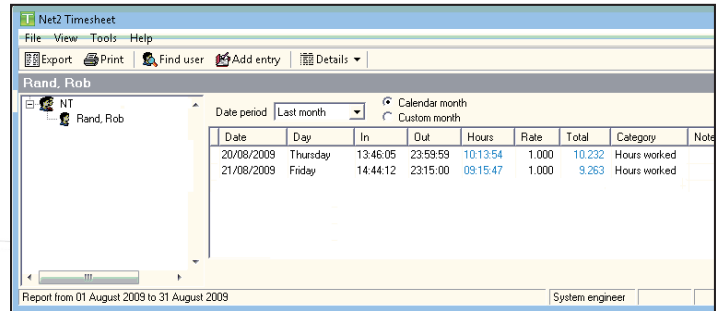 Net2 Timesheet
File View Tools Help
Export Print Find user Add entry Details
Rand, Rob
NT
Rand, Rob
Date period Last month Calendar month
Custom month
Date Day In Out Hours Rate Total Category Note
20/08/2009 Thursday 13:46:05 23:59:59 10:13:54 1.000 10.232 Hours worked
21/08/2009 Friday 14:44:12 23:15:00 09:15:47 1.000 9.263 Hours worked
Report from 01 August 2009 to 31 August 2009 System engineer